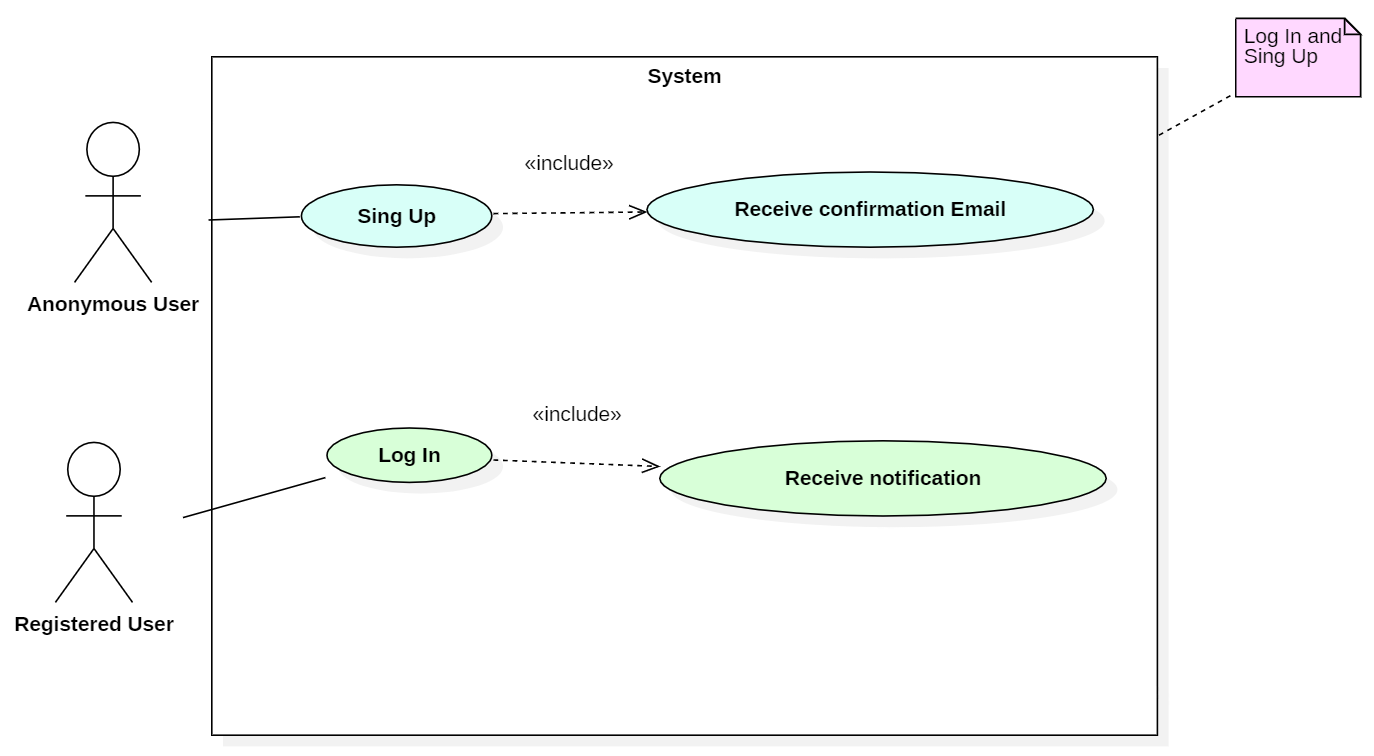 Log In and
Sing Up
System
«include»
Sing Up
Receive confirmation Email
Anonymous User
«include»
Log In
Receive notification
Registered User